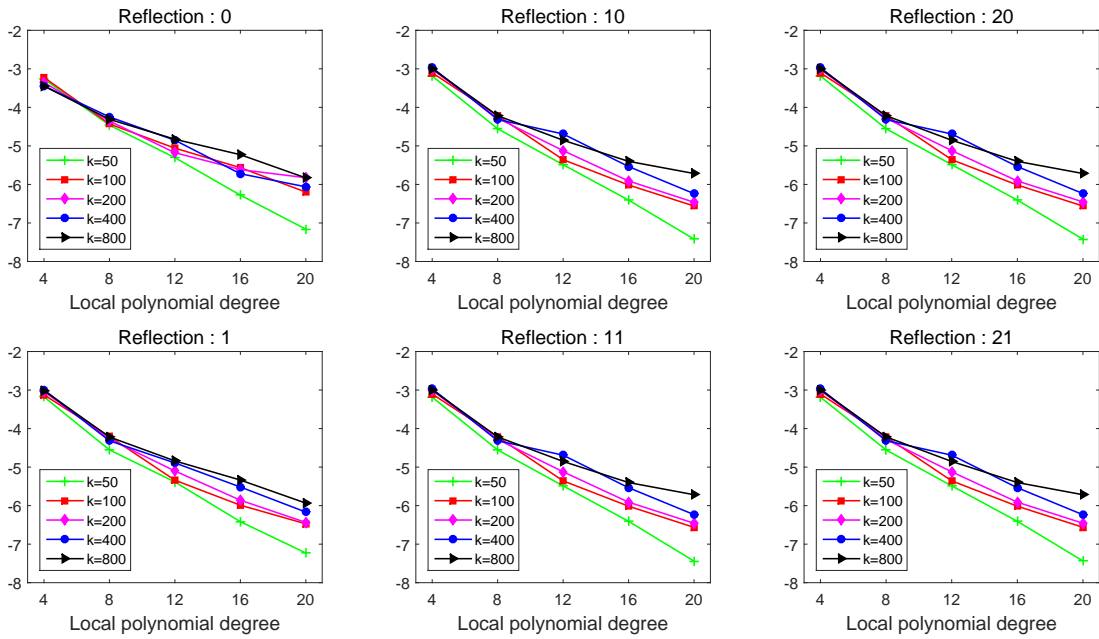 Reflection : 0
-2
-3
-4
-5
-6
-7
-8
k=50
k=100
k=200
k=400
k=800
4 8 12 16 20
Local polynomial degree
Reflection : 10
-2
-3
-4
-5
-6
-7
-8
k=50
k=100
k=200
k=400
k=800
4 8 12 16 20
Local polynomial degree
Reflection : 20
-2
-3
-4
-5
-6
-7
-8
k=50
k=100
k=200
k=400
k=800
4 8 12 16 20
Local polynomial degree
Reflection : 1
-2
-3
-4
-5
-6
-7
-8
k=50
k=100
k=200
k=400
k=800
4 8 12 16 20
Local polynomial degree
Reflection : 11
-2
-3
-4
-5
-6
-7
-8
k=50
k=100
k=200
k=400
k=800
4 8 12 16 20
Local polynomial degree
Reflection : 21
-2
-3
-4
-5
-6
-7
-8
k=50
k=100
k=200
k=400
k=800
4 8 12 16 20
Local polynomial degree